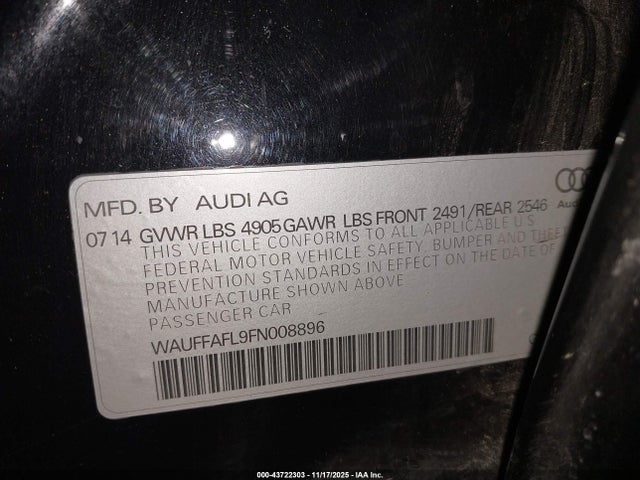 MFD. BY AUDI AG
07 14 GVWR LBS 4905 GAWR LBS FRONT 2491/REAR 2546
THIS VEHICLE CONFORMS TO ALL APPLICABLE U.S
FEDERAL MOTOR VEHICLE SAFETY, BUMPER AND THEFT
PREVENTION STANDARDS IN EFFECT ON THE DATE OF
MANUFACTURE SHOWN ABOVE
PASSENGER CAR
WAUFFAFL9FN008896
000-43722303 - 11/17/2025 - IAA Inc.